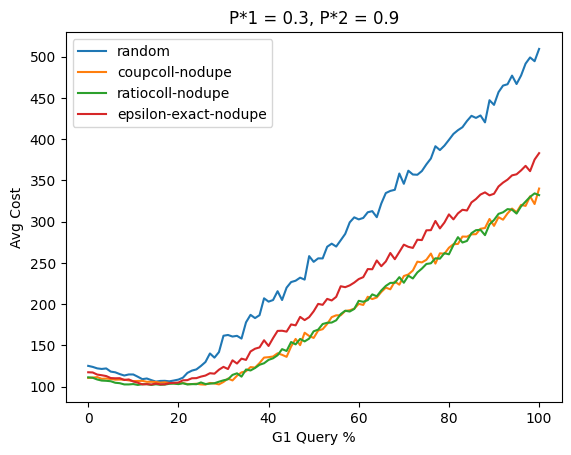 P*1 = 0.3, P*2 = 0.9
random
coupcoll-nodupe
ratiocoll-nodupe
epsilon-exact-nodupe
500
450
400
350
300
250
200
150
100
Avg Cost
0 20 40 60 80 100
G1 Query %